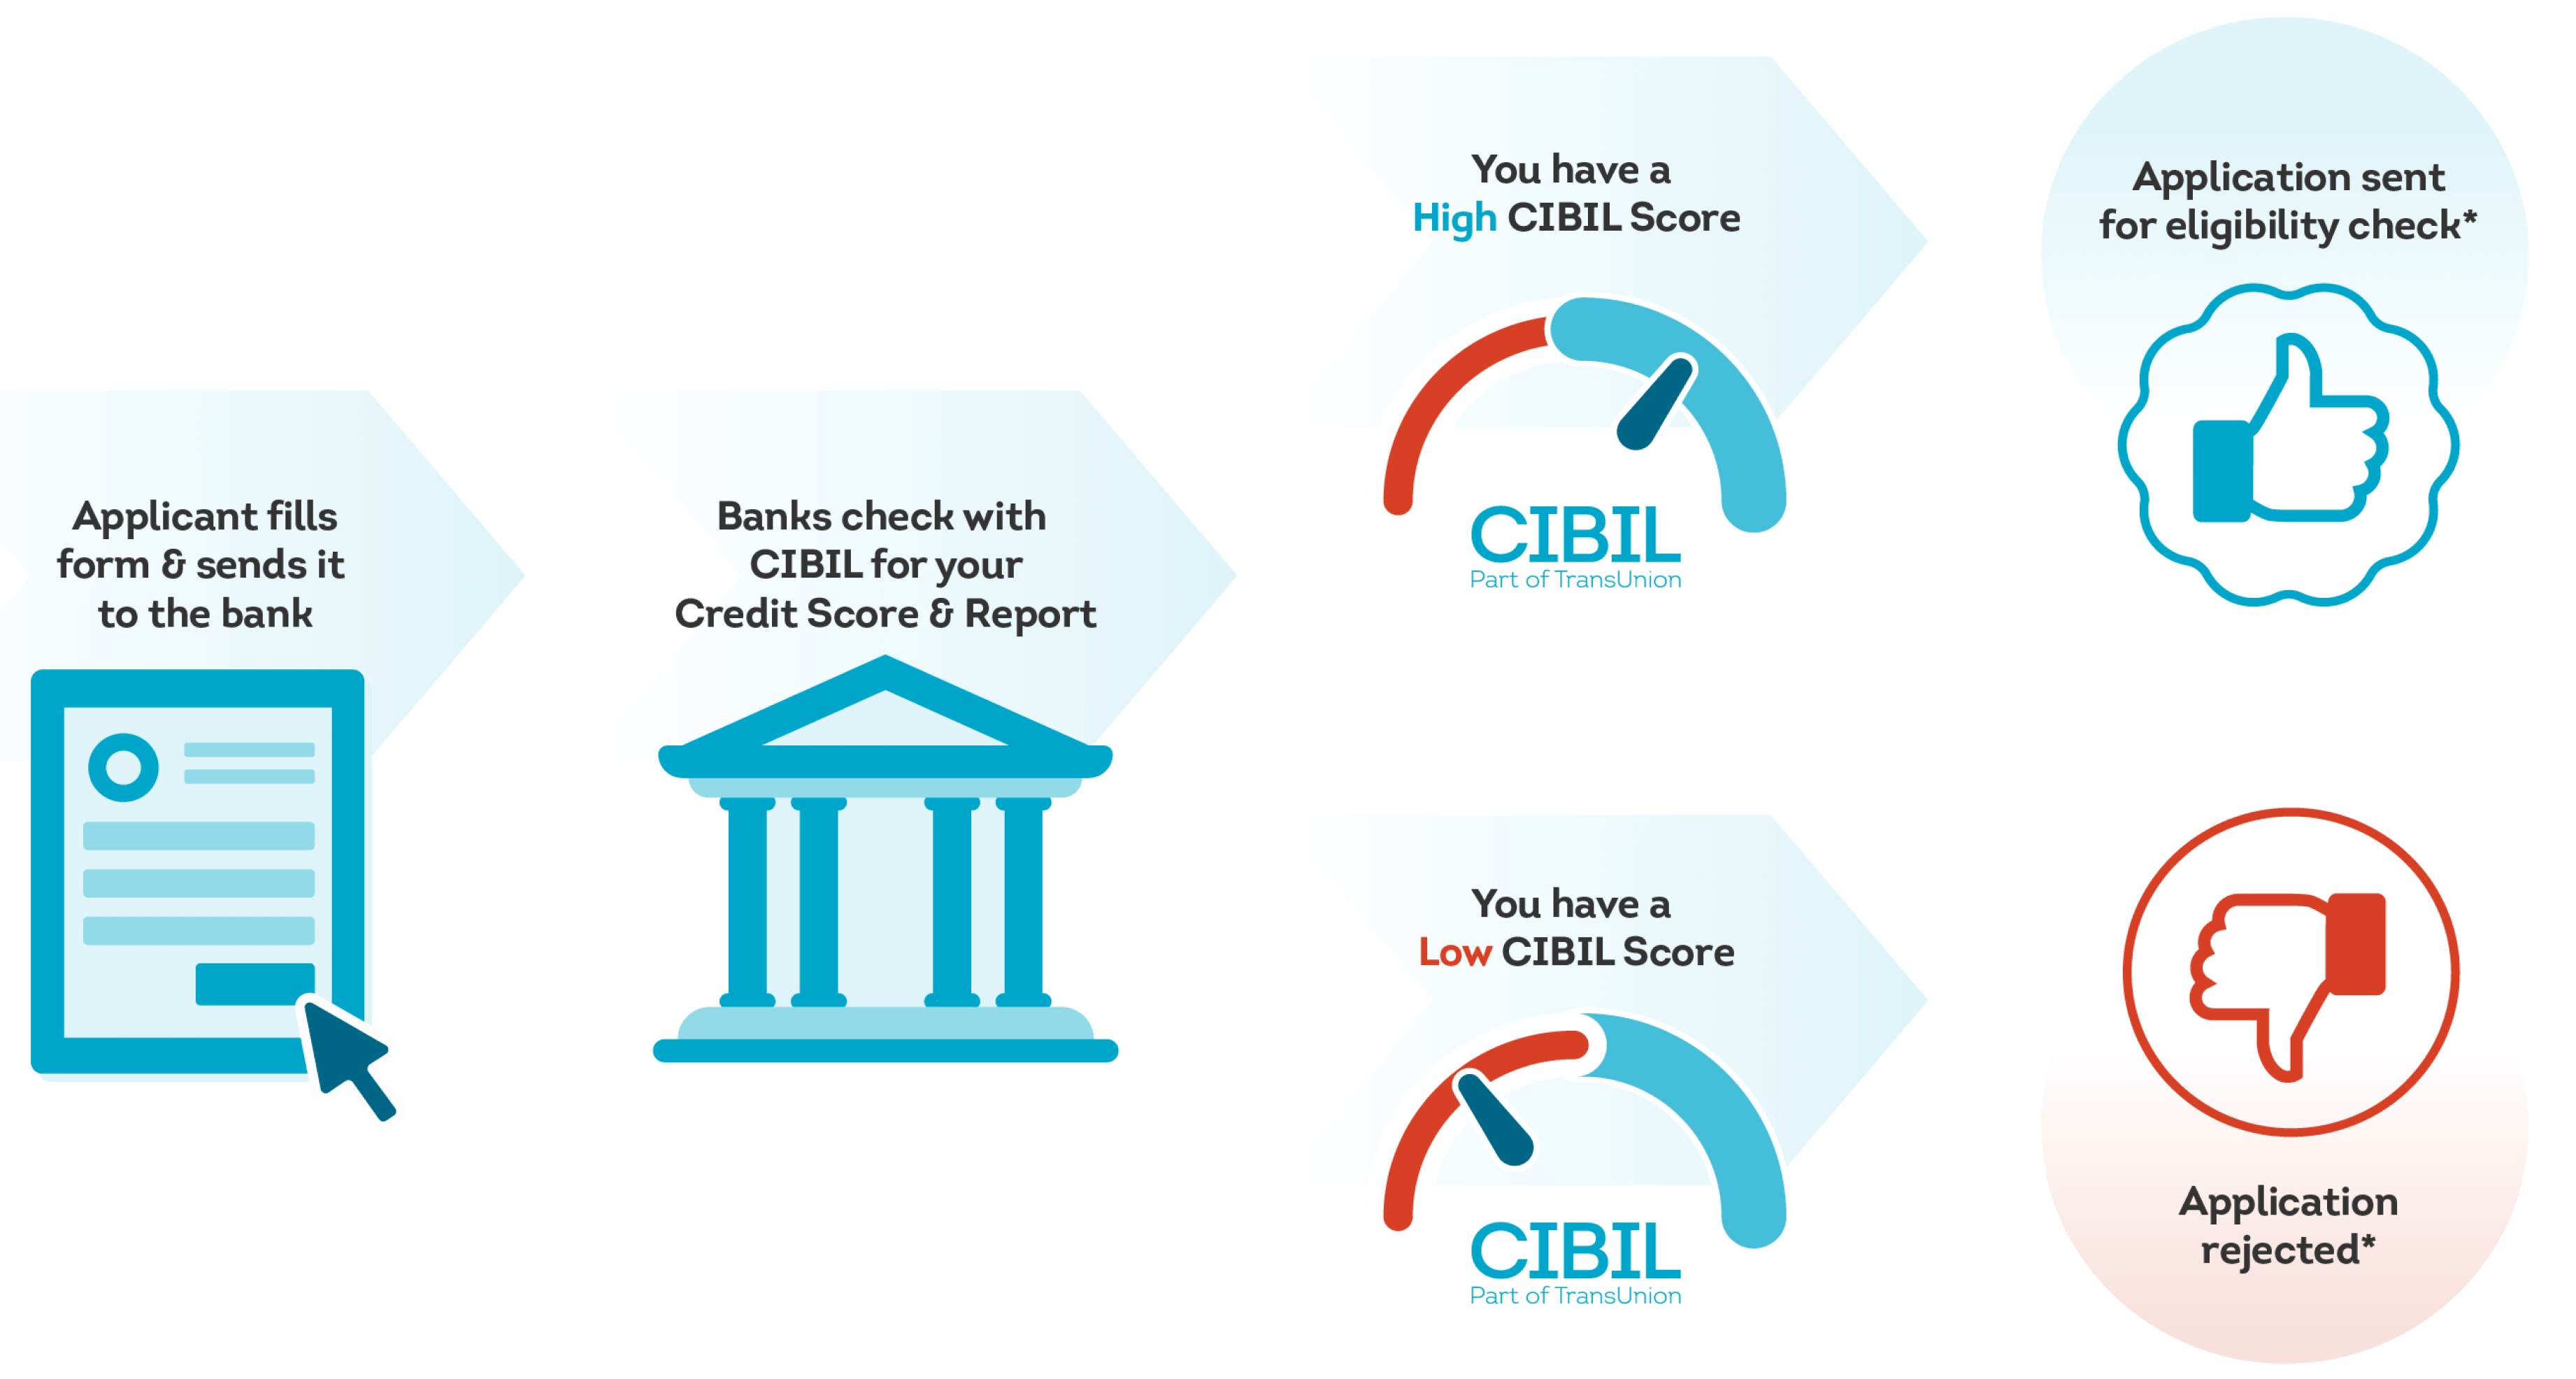 Applicant fills
form & sends it
to the bank
Banks check with
CIBIL for your
Credit Score & Report
You have a
High CIBIL Score
CIBIL
Part of TransUnion
Application sent
for eligibility check*
You have a
Low CIBIL Score
CIBIL
Part of TransUnion
Application
rejected*